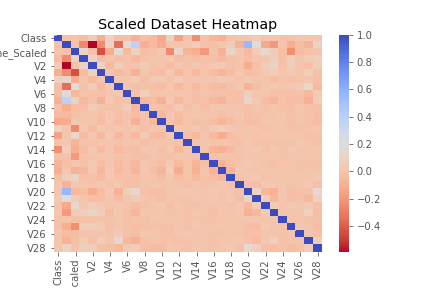 Scaled Dataset Heatmap
Class
ne_Scaled
V2
V4
V6
V8
V10
V12
V14
V16
V18
V20
V22
V24
V26
V28
1.0
0.8
0.6
0.4
0.2
0.0
−0.2
−0.4
Class
caled
V2
V4
V6
V8
V10
V12
V14
V16
V18
V20
V22
V24
V26
V28